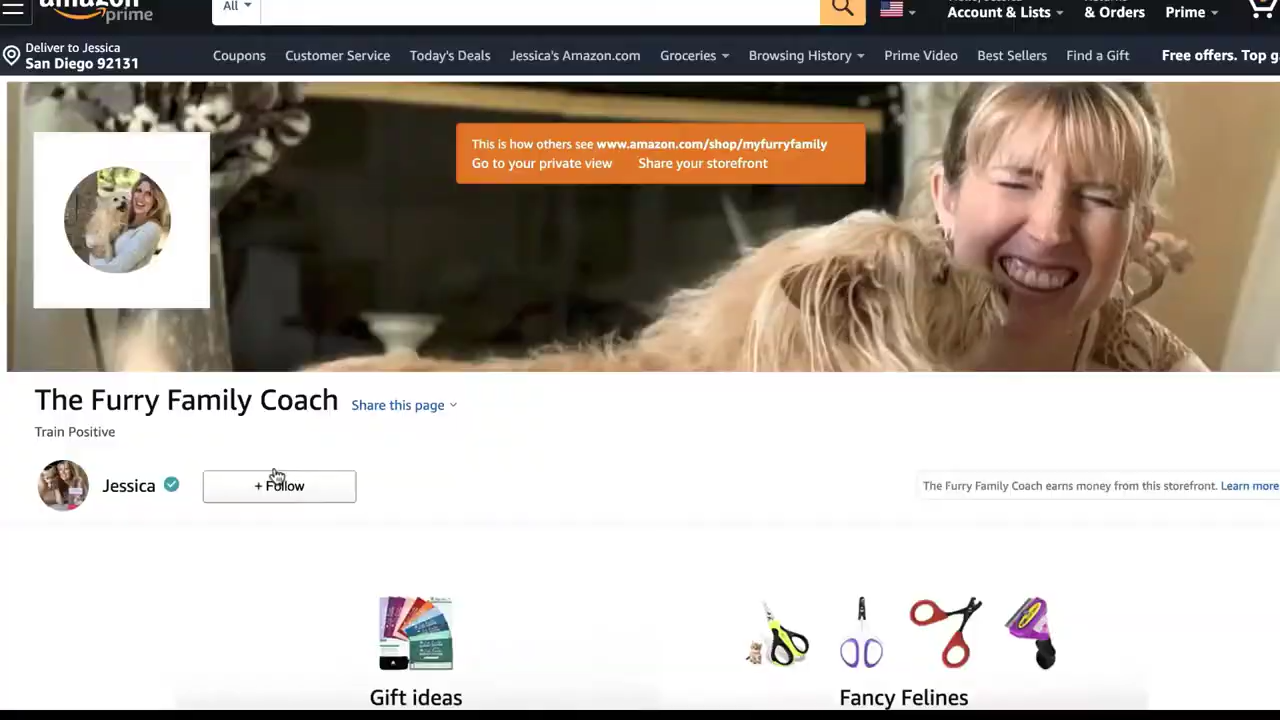 amazon
prime
All
Account & Lists
& Orders
Prime
Deliver to Jessica
San Diego 92131
Coupons
Customer Service
Today's Deals
Jessica's Amazon.com
Groceries
Browsing History
Prime Video
Best Sellers
Find a Gift
Free offers. Top
This is how others see www.amazon.com/shop/myfurryfamily
Go to your private view
Share your storefront
The Furry Family Coach
Share this page
Train Positive
Jessica
+ Follow
The Furry Family Coach earns money from this storefront. Learn more
Gift ideas
Fancy Felines